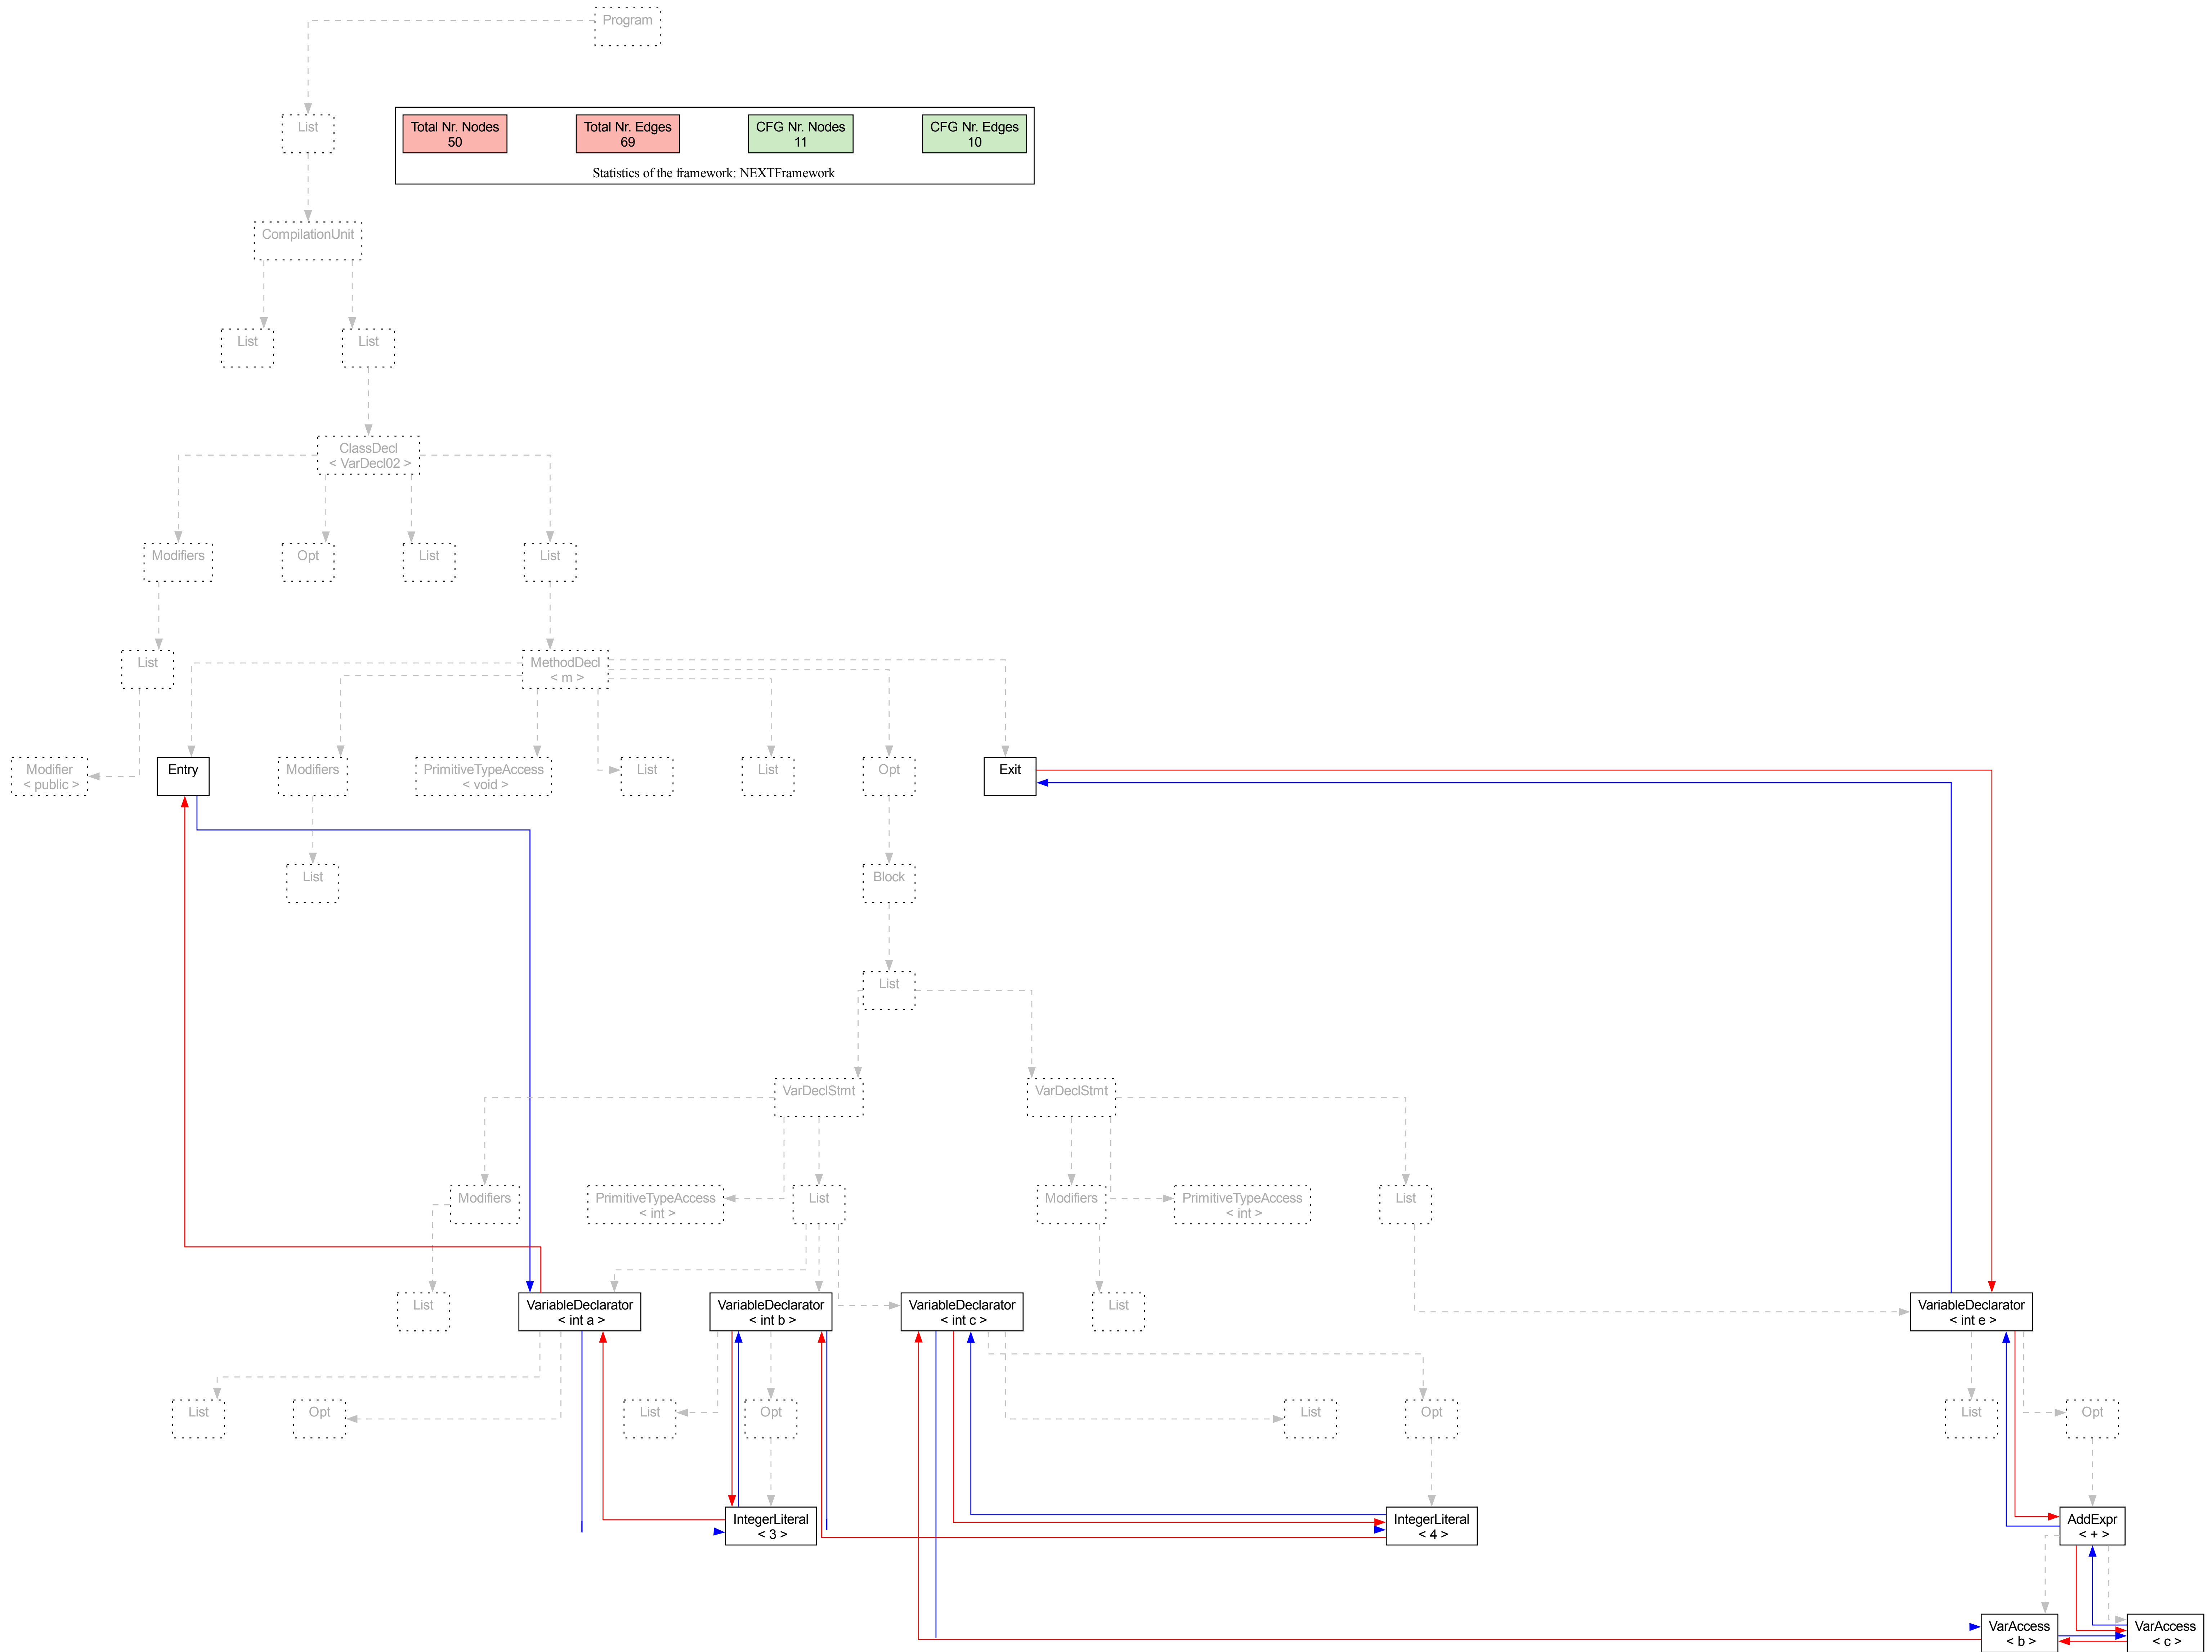 Program
List
Total Nr. Nodes
50
Total Nr. Edges
69
CFG Nr. Nodes
11
CFG Nr. Edges
10
Statistics of the framework: NEXTFramework
CompilationUnit
List
List
ClassDecl
< VarDecl02 >
Modifiers
Opt
List
List
List
MethodDecl
< m >
Modifier
< public >
Entry
Modifiers
PrimitiveTypeAccess
< void >
List
List
Opt
Exit
List
Block
List
VarDeclStmt
VarDeclStmt
Modifiers
PrimitiveTypeAccess
< int >
List
Modifiers
PrimitiveTypeAccess
< int >
List
List
VariableDeclarator
< int a >
VariableDeclarator
< int b >
VariableDeclarator
< int c >
List
VariableDeclarator
< int e >
List
Opt
List
Opt
List
Opt
List
Opt
IntegerLiteral
< 3 >
IntegerLiteral
< 4 >
AddExpr
< + >
VarAccess
< b >
VarAccess
< c >